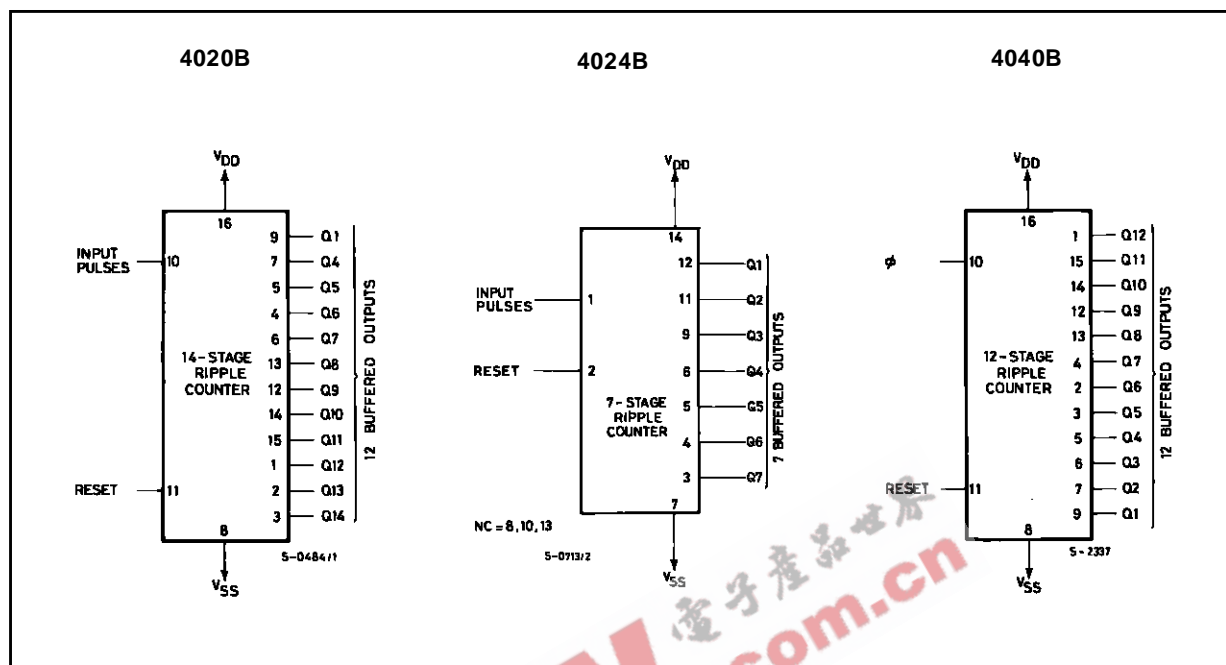 4020B
VDD
16
INPUT
PULSES
10
9 Q1
7 Q4
5 Q5
4 Q6
6 Q7
13 Q8
12 Q9
14 Q10
15 Q11
1 Q12
2 Q13
3 Q14
14-STAGE
RIPPLE
COUNTER
12 BUFFERED OUTPUTS
RESET
11
8
S-0484/1
VSS
4024B
VDD
14
INPUT
PULSES
1
RESET
2
12 Q1
11 Q2
9 Q3
6 Q4
5 Q5
4 Q6
3 Q7
7-STAGE
RIPPLE
COUNTER
7 BUFFERED OUTPUTS
7
NC = 8, 10, 13
S-0713/2
VSS
4040B
VDD
16
ϕ
10
1 Q12
15 Q11
14 Q10
12 Q9
13 Q8
4 Q7
2 Q6
3 Q5
5 Q4
6 Q3
7 Q2
9 Q1
12-STAGE
RIPPLE
COUNTER
12 BUFFERED OUTPUTS
RESET
11
8
S-2337
VSS
電子產品世界
.com.cn